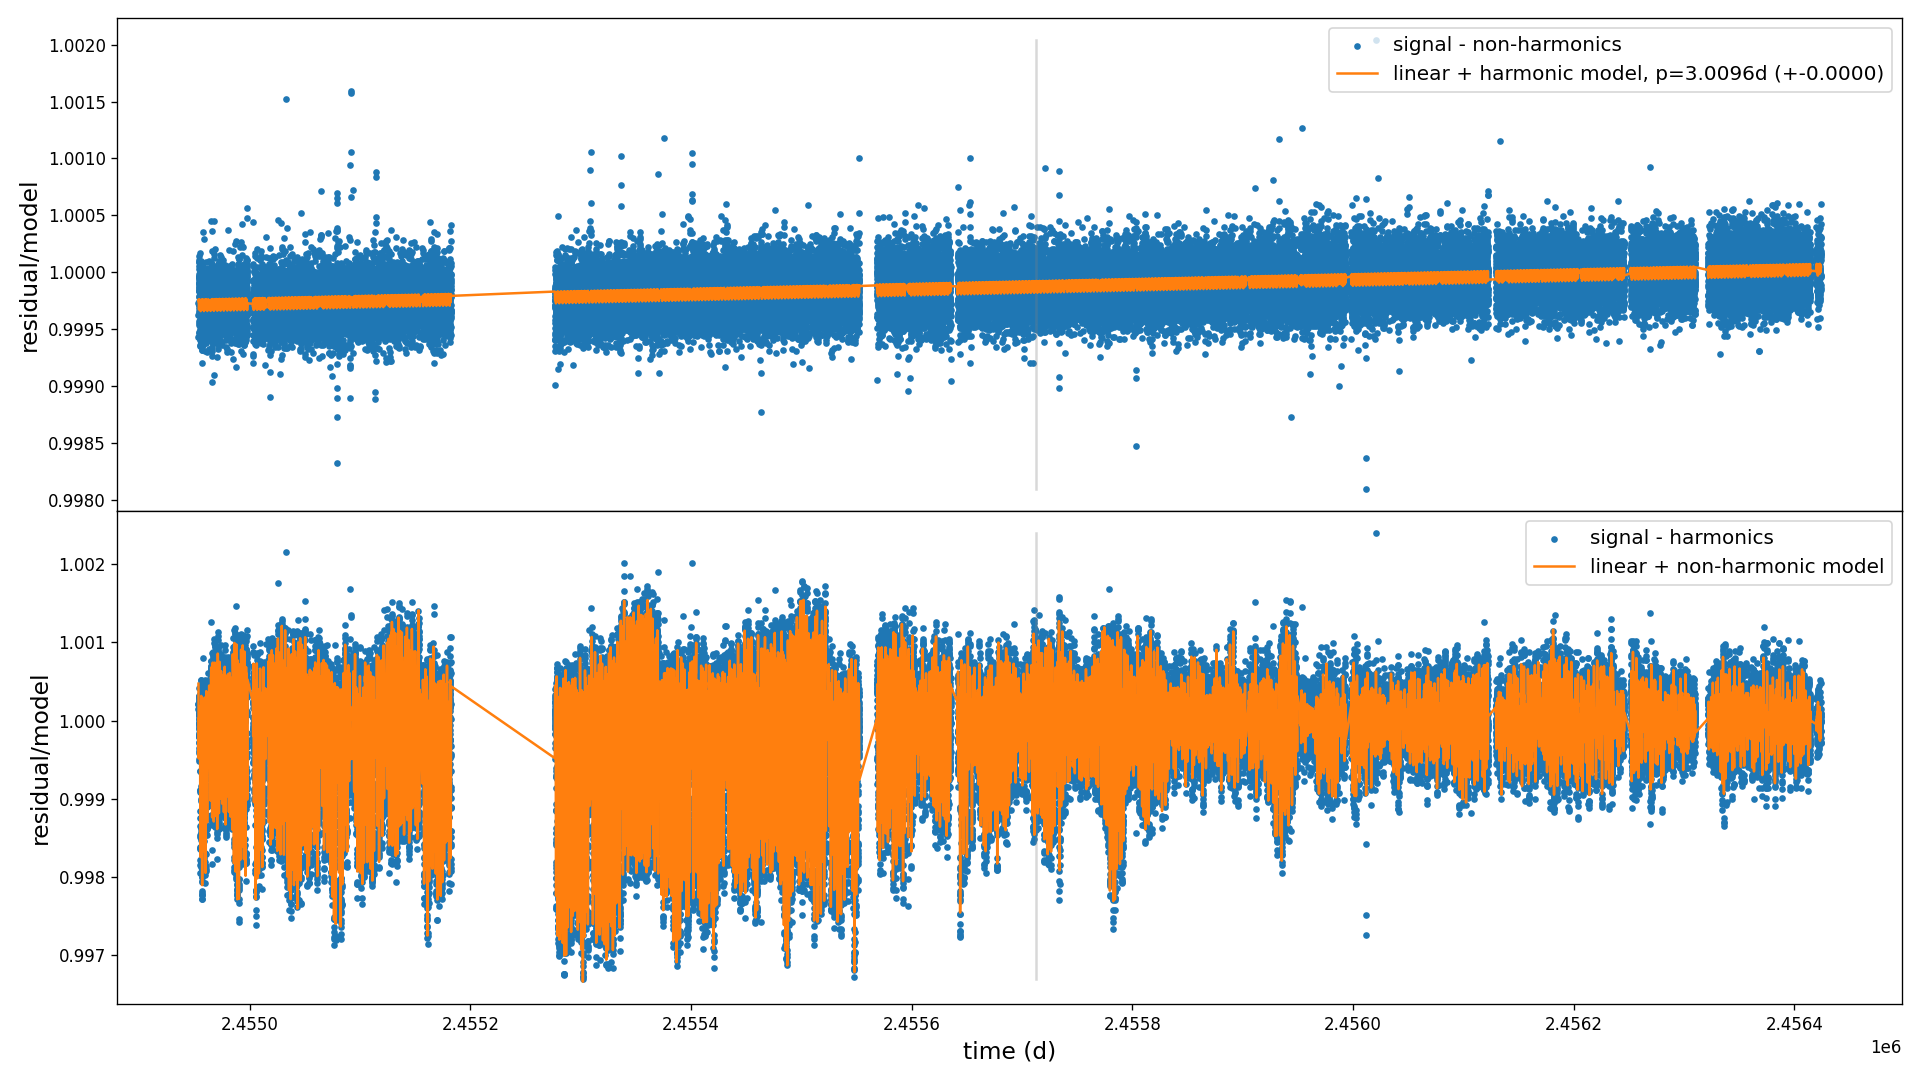 signal - non-harmonics
linear + harmonic model, p=3.0096d (+-0.0000)
residual/model
1.0020
1.0015
1.0010
1.0005
1.0000
0.9995
0.9990
0.9985
0.9980
signal - harmonics
linear + non-harmonic model
residual/model
1.002
1.001
1.000
0.999
0.998
0.997
2.4550 2.4552 2.4554 2.4556 2.4558 2.4560 2.4562 2.4564
time (d)
1e6